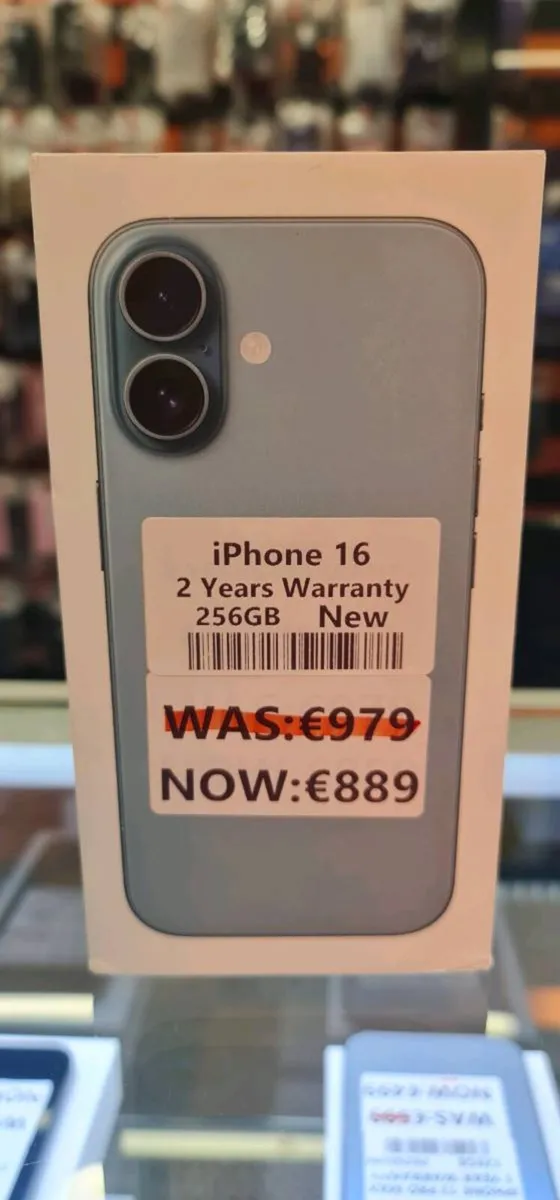 iPhone 16
2 Years Warranty
256GB New
WAS:€979
NOW:€889